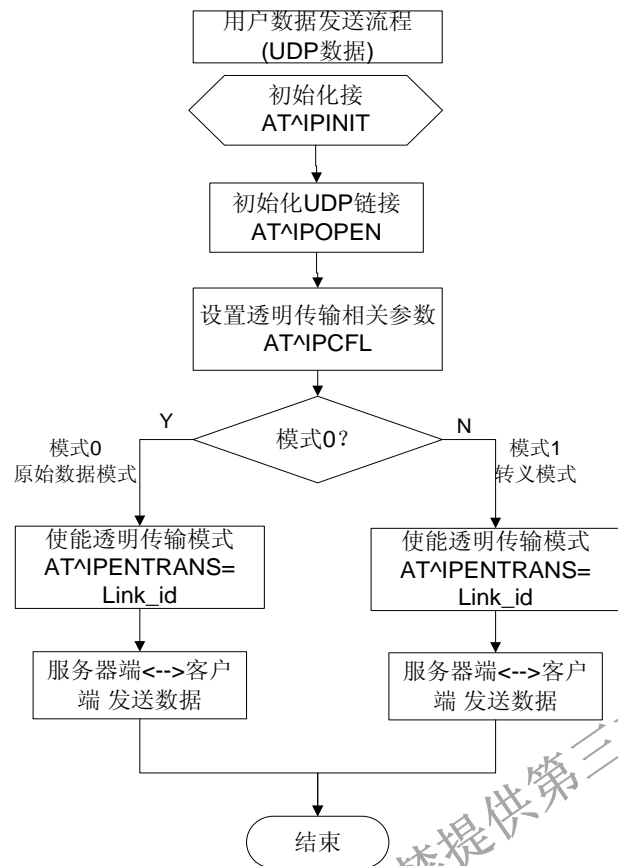 用户数据发送流程
(UDP数据)
初始化接
AT^IPINIT
初始化UDP链接
AT^IPOPEN
设置透明传输相关参数
AT^IPCFL
模式0?
Y
N
模式0
原始数据模式
模式1
转义模式
使能透明传输模式
AT^IPENTRANS=
Link_id
使能透明传输模式
AT^IPENTRANS=
Link_id
服务器端<-->客户
端 发送数据
服务器端<-->客户
端 发送数据
结束
禁提供第三